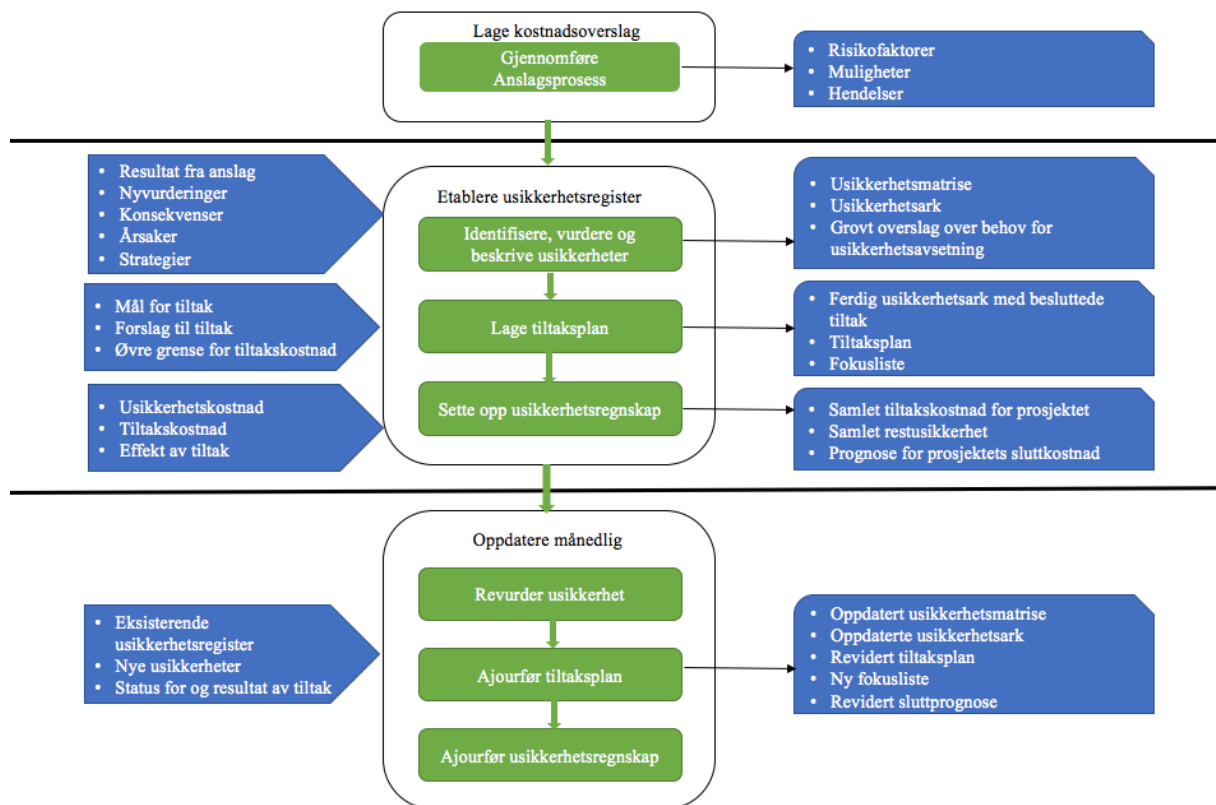 Lage kostnadsoverslag
Gjennomføre
Anslagsprosess
• Risikofaktorer
• Muligheter
• Hendelser
• Resultat fra anslag
• Nyvurderinger
• Konsekvenser
• Årsaker
• Strategier
Etablere usikkerhetsregister
Identifisere, vurdere og
beskrive usikkerheter
• Usikkerhetsmatrise
• Usikkerhetsark
• Grovt overslag over behov for
usikkerhetsavsetning
• Mål for tiltak
• Forslag til tiltak
• Øvre grense for tiltakskostnad
Lage tiltaksplan
• Ferdig usikkerhetsark med besluttede
tiltak
• Tiltaksplan
• Fokusliste
• Usikkerhetskostnad
• Tiltakskostnad
• Effekt av tiltak
Sette opp usikkerhetsregnskap
• Samlet tiltakskostnad for prosjektet
• Samlet restusikkerhet
• Prognose for prosjektets sluttkostnad
Oppdatere månedlig
Revurder usikkerhet
• Eksisterende
usikkerhetsregister
• Nye usikkerheter
• Status for og resultat av tiltak
Ajourfør tiltaksplan
• Oppdatert usikkerhetsmatrise
• Oppdaterte usikkerhetsark
• Revidert tiltaksplan
• Ny fokusliste
• Revidert sluttprognose
Ajourfør usikkerhetsregnskap